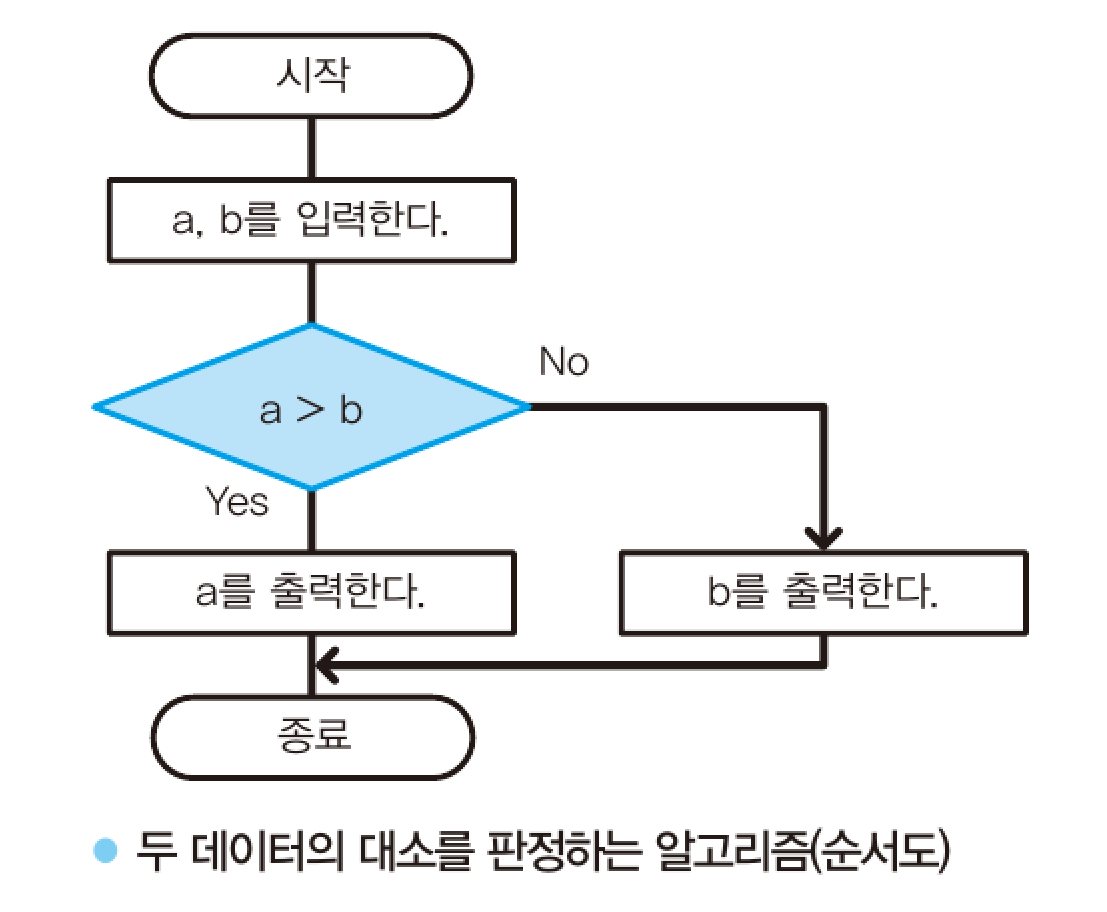 시작
a, b를 입력한다.
No
a > b
Yes
a를 출력한다.
b를 출력한다.
종료
두 데이터의 대소를 판정하는 알고리즘(순서도)